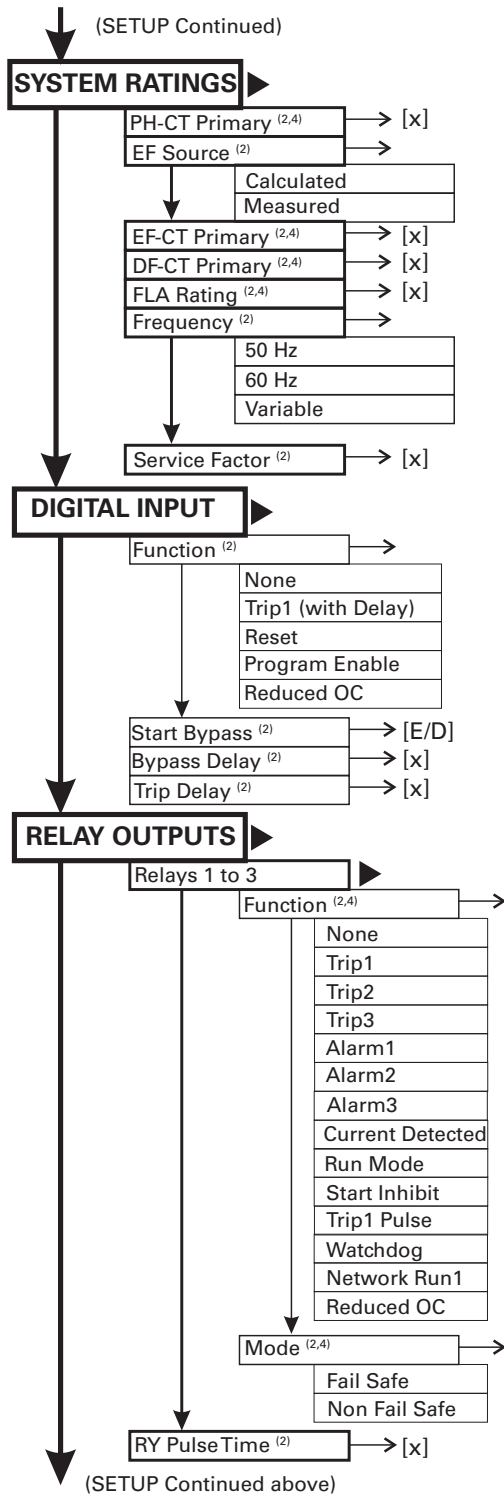 (SETUP Continued)
SYSTEM RATINGS
PH-CT Primary (2,4) [x]
EF Source (2)
Calculated
Measured
EF-CT Primary (2,4) [x]
DF-CT Primary (2,4) [x]
FLA Rating (2,4) [x]
Frequency (2)
50 Hz
60 Hz
Variable
Service Factor (2) [x]
DIGITAL INPUT
Function (2)
None
Trip1 (with Delay)
Reset
Program Enable
Reduced OC
Start Bypass (2) [E/D]
Bypass Delay (2) [x]
Trip Delay (2) [x]
RELAY OUTPUTS
Relays 1 to 3
Function (2,4)
None
Trip1
Trip2
Trip3
Alarm1
Alarm2
Alarm3
Current Detected
Run Mode
Start Inhibit
Trip1 Pulse
Watchdog
Network Run1
Reduced OC
Mode (2,4)
Fail Safe
Non Fail Safe
RY Pulse Time (2) [x]
(SETUP Continued above)